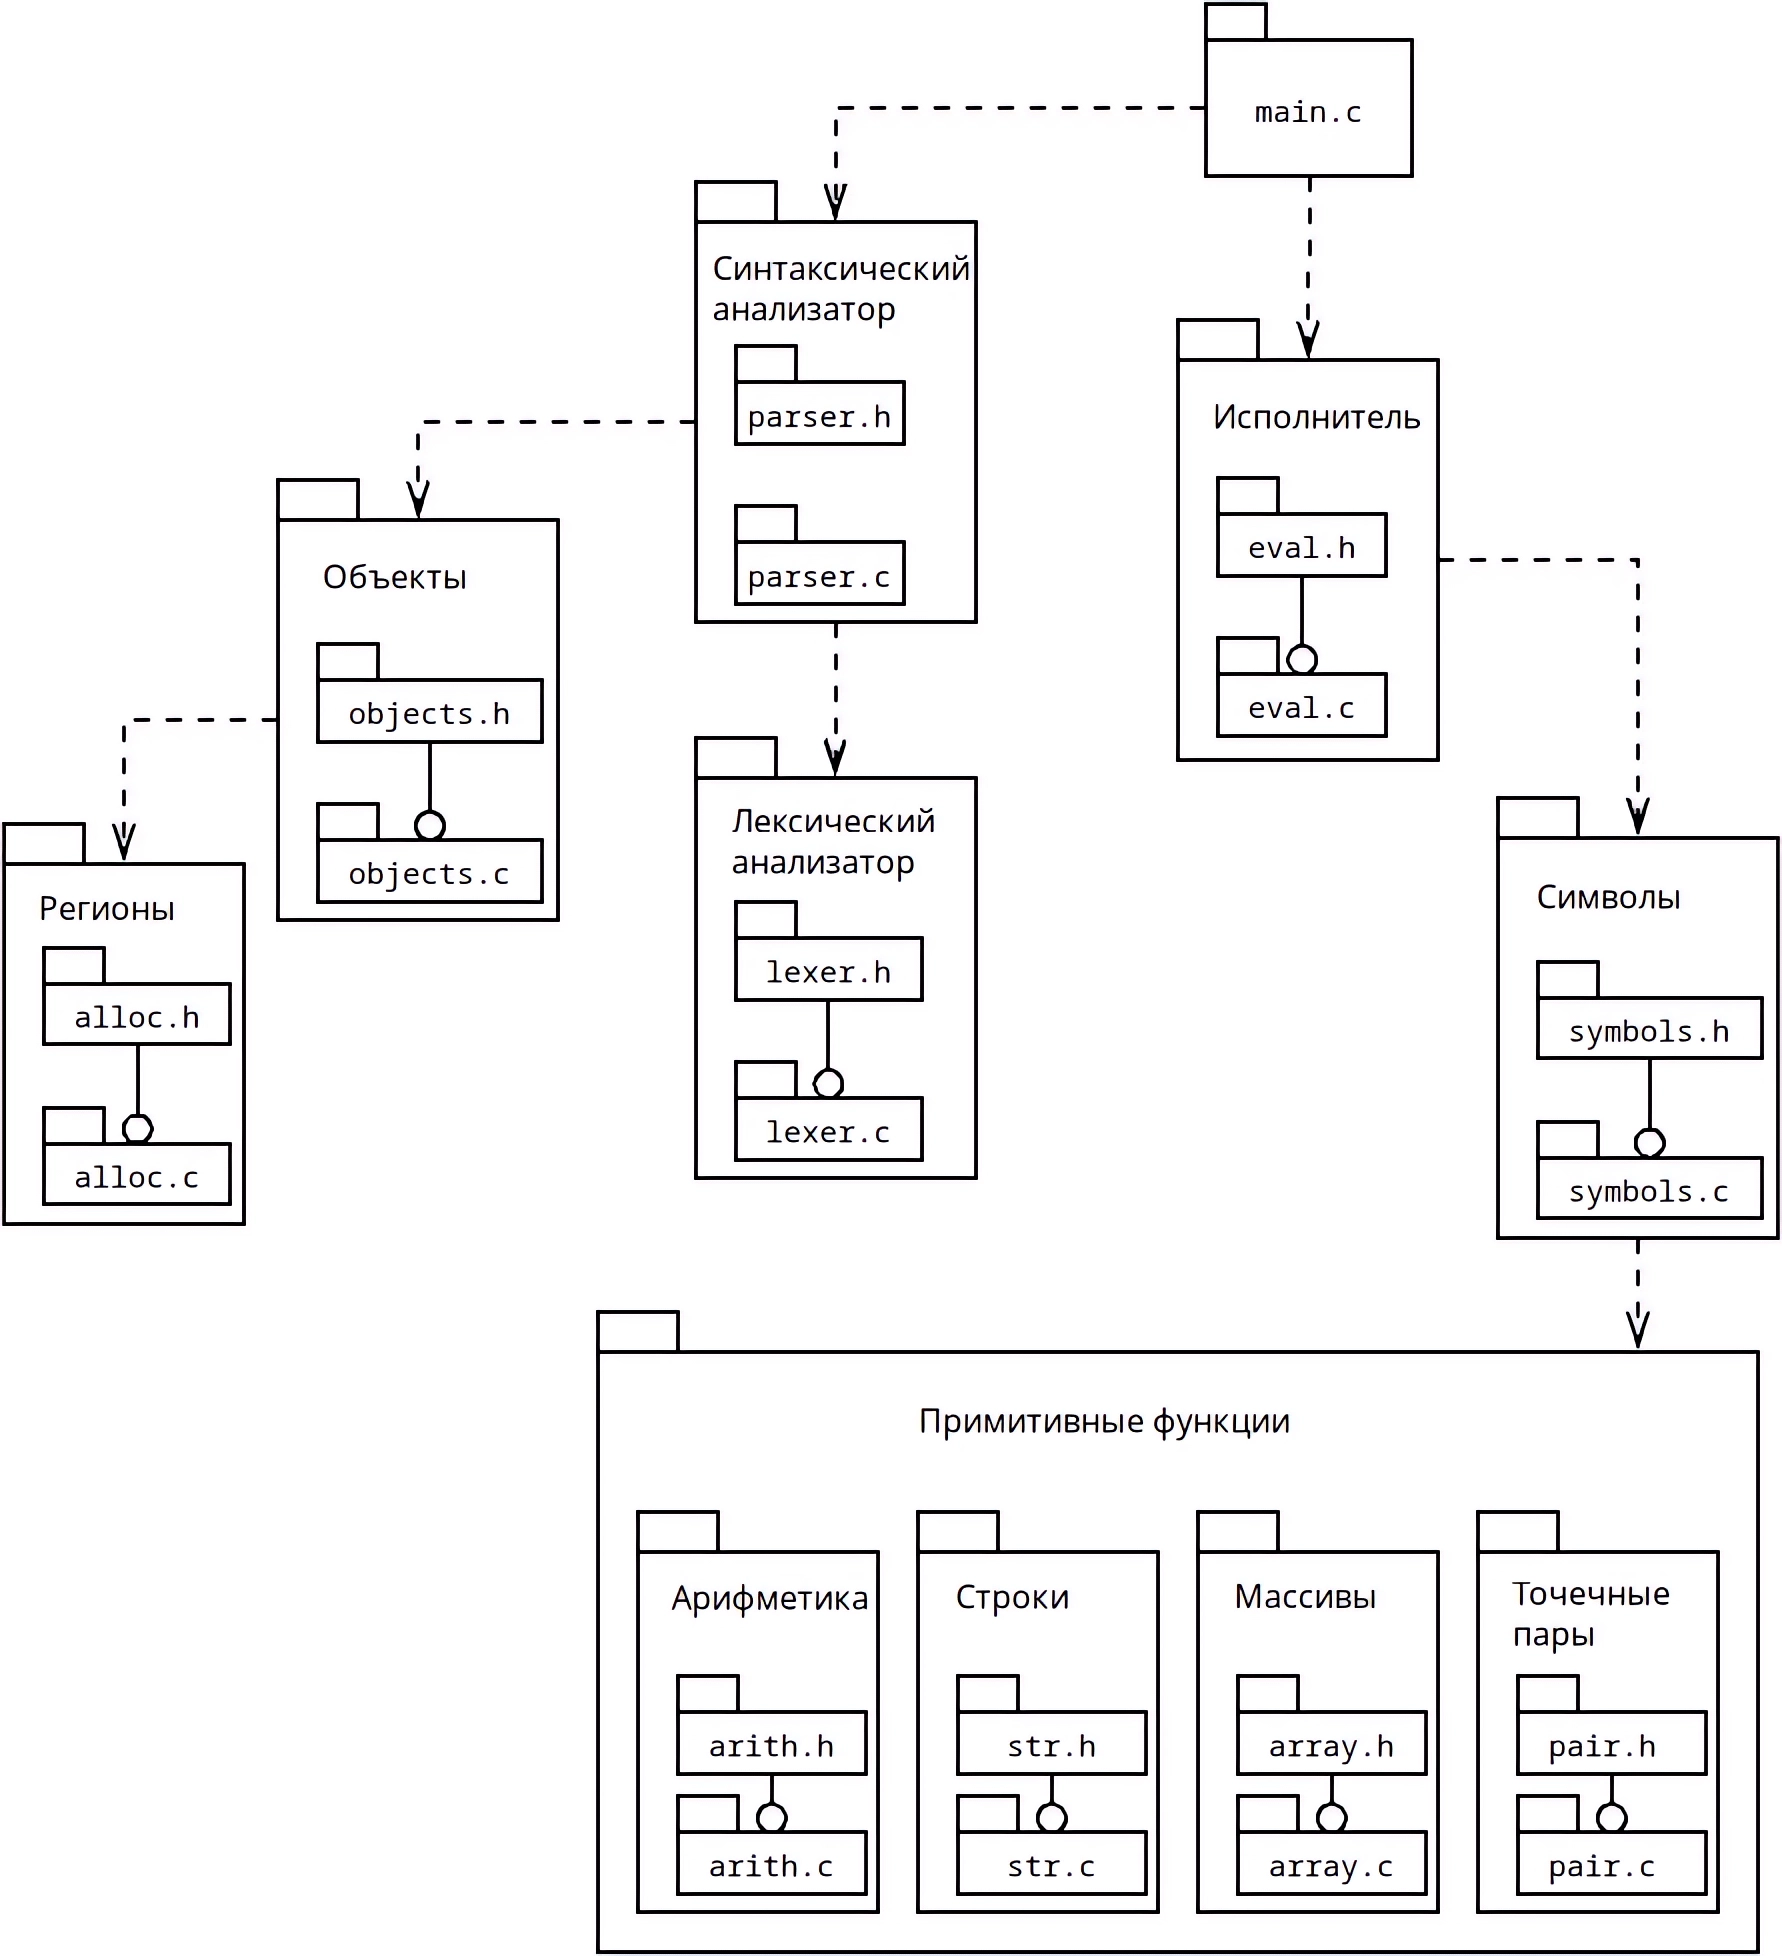 main.c
Синтаксический
анализатор
parser.h
parser.c
Исполнитель
eval.h
eval.c
Объекты
objects.h
objects.c
Лексический
анализатор
lexer.h
lexer.c
Регионы
alloc.h
alloc.c
Символы
symbols.h
symbols.c
Примитивные функции
Арифметика
arith.h
arith.c
Строки
str.h
str.c
Массивы
array.h
array.c
Точечные
пары
pair.h
pair.c